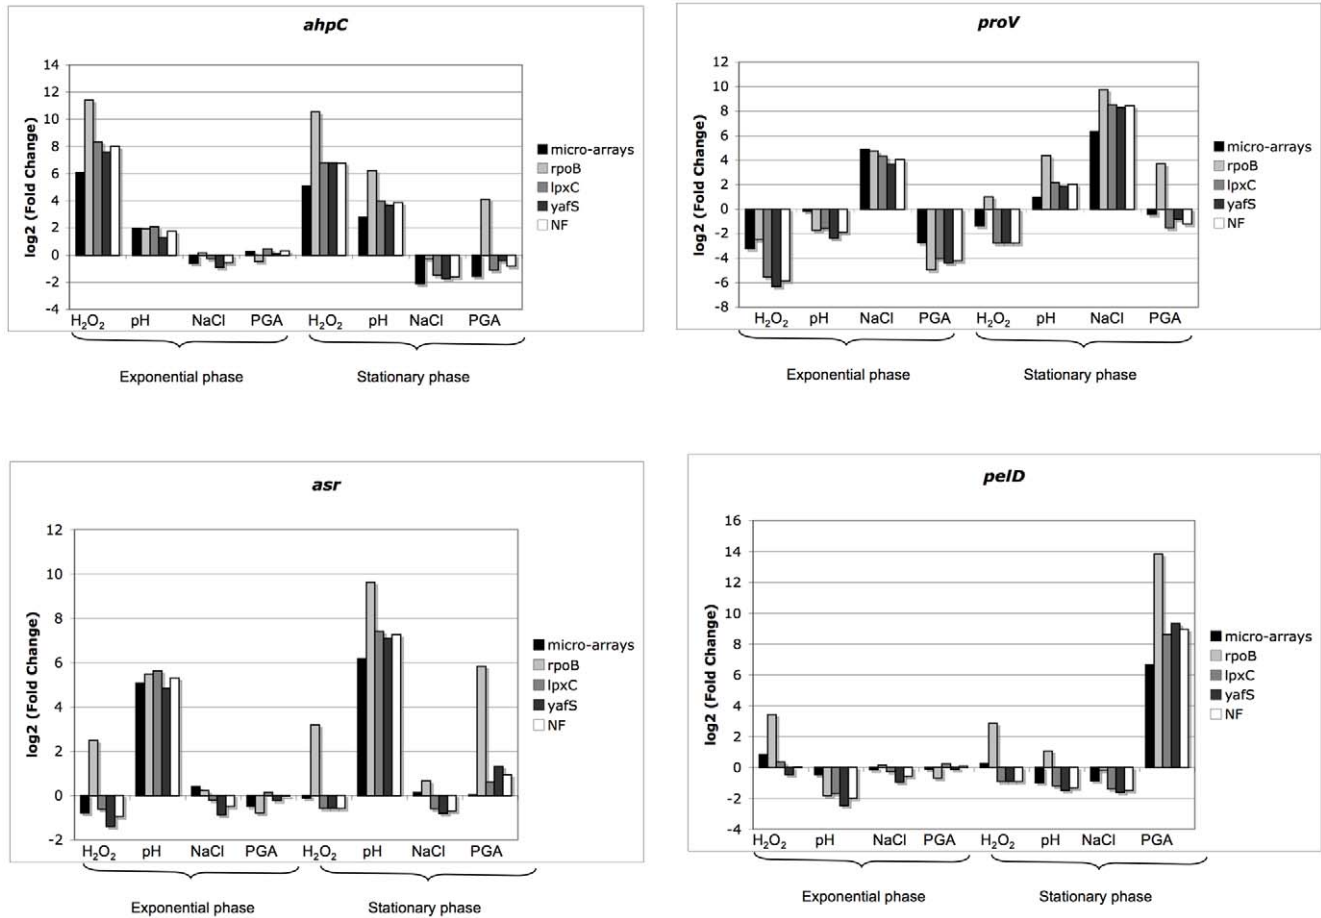 ahpC
log2 (Fold Change)
14
12
10
8
6
4
2
0
-2
-4
H₂O₂ pH NaCl PGA H₂O₂ pH NaCl PGA
Exponential phase Stationary phase
micro-arrays
rpoB
lpxC
yafS
NF
proV
log2 (Fold Change)
12
10
8
6
4
2
0
-2
-4
-6
-8
H₂O₂ pH NaCl PGA H₂O₂ pH NaCl PGA
Exponential phase Stationary phase
micro-arrays
rpoB
lpxC
yafS
NF
asr
log2 (Fold Change)
12
10
8
6
4
2
0
-2
H₂O₂ pH NaCl PGA H₂O₂ pH NaCl PGA
Exponential phase Stationary phase
micro-arrays
rpoB
lpxC
yafS
NF
pelD
log2 (Fold Change)
16
14
12
10
8
6
4
2
0
-2
-4
H₂O₂ pH NaCl PGA H₂O₂ pH NaCl PGA
Exponential phase Stationary phase
micro-arrays
rpoB
lpxC
yafS
NF